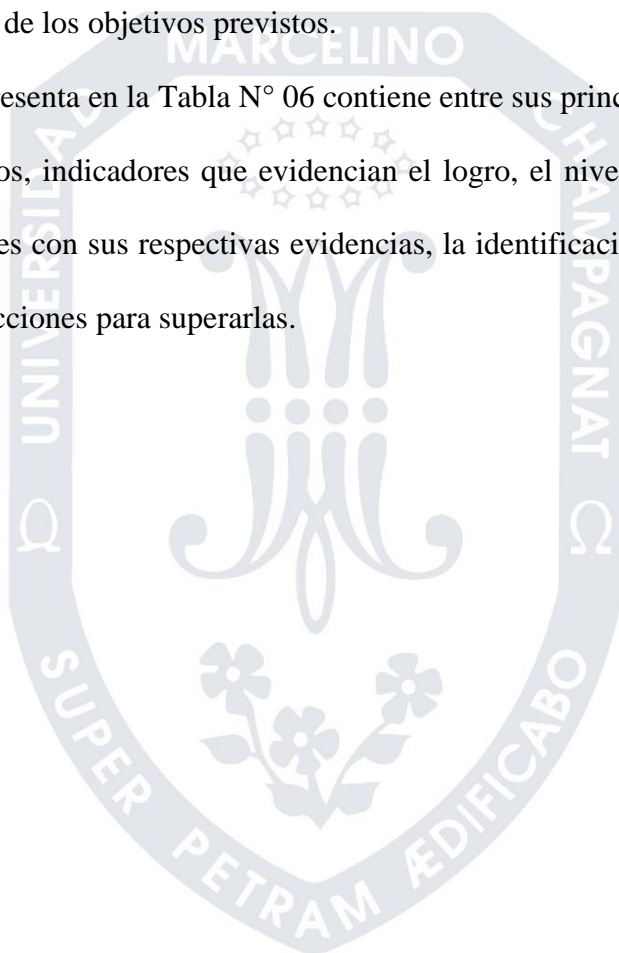 de los objetivos previstos.
esenta en la Tabla N° 06 contiene entre sus princ
os, indicadores que evidencian el logro, el nive
es con sus respectivas evidencias, la identificaci
cciones para superarlas.
UNIVERSIDAD MARCELINO CHAMPAGNAT
SUPER PETRAM ÆDIFICABO